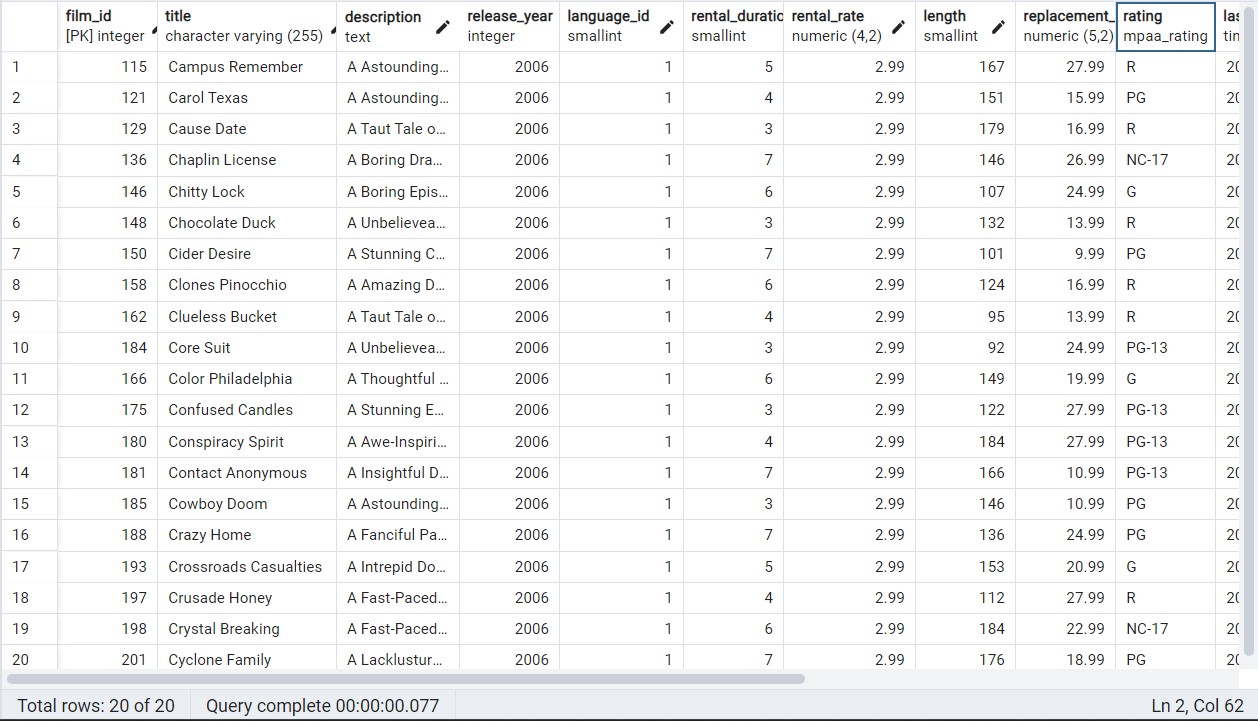 film_id title description release_year language_id rental_duratio rental_rate length replacement_ rating las
[PK] integer character varying (255) text integer smallint smallint numeric (4,2) smallint numeric (5,2) mpaa_rating tin
1 115 Campus Remember A Astounding... 2006 1 5 2.99 167 27.99 R 20
2 121 Carol Texas A Astounding... 2006 1 4 2.99 151 15.99 PG 20
3 129 Cause Date A Taut Tale o... 2006 1 3 2.99 179 16.99 R 20
4 136 Chaplin License A Boring Dra... 2006 1 7 2.99 146 26.99 NC-17 20
5 146 Chitty Lock A Boring Epis... 2006 1 6 2.99 107 24.99 G 20
6 148 Chocolate Duck A Unbelievea... 2006 1 3 2.99 132 13.99 R 20
7 150 Cider Desire A Stunning C... 2006 1 7 2.99 101 9.99 PG 20
8 158 Clones Pinocchio A Amazing D... 2006 1 6 2.99 124 16.99 R 20
9 162 Clueless Bucket A Taut Tale o... 2006 1 4 2.99 95 13.99 R 20
10 184 Core Suit A Unbelievea... 2006 1 3 2.99 92 24.99 PG-13 20
11 166 Color Philadelphia A Thoughtful ... 2006 1 6 2.99 149 19.99 G 20
12 175 Confused Candles A Stunning E... 2006 1 3 2.99 122 27.99 PG-13 20
13 180 Conspiracy Spirit A Awe-Inspiri... 2006 1 4 2.99 184 27.99 PG-13 20
14 181 Contact Anonymous A Insightful D... 2006 1 7 2.99 166 10.99 PG-13 20
15 185 Cowboy Doom A Astounding... 2006 1 3 2.99 146 10.99 PG 20
16 188 Crazy Home A Fanciful Pa... 2006 1 7 2.99 136 24.99 PG 20
17 193 Crossroads Casualties A Intrepid Do... 2006 1 5 2.99 153 20.99 G 20
18 197 Crusade Honey A Fast-Paced... 2006 1 4 2.99 112 27.99 R 20
19 198 Crystal Breaking A Fast-Paced... 2006 1 6 2.99 184 22.99 NC-17 20
20 201 Cyclone Family A Lacklustur... 2006 1 7 2.99 176 18.99 PG 20
Total rows: 20 of 20 Query complete 00:00:00.077 Ln 2, Col 62